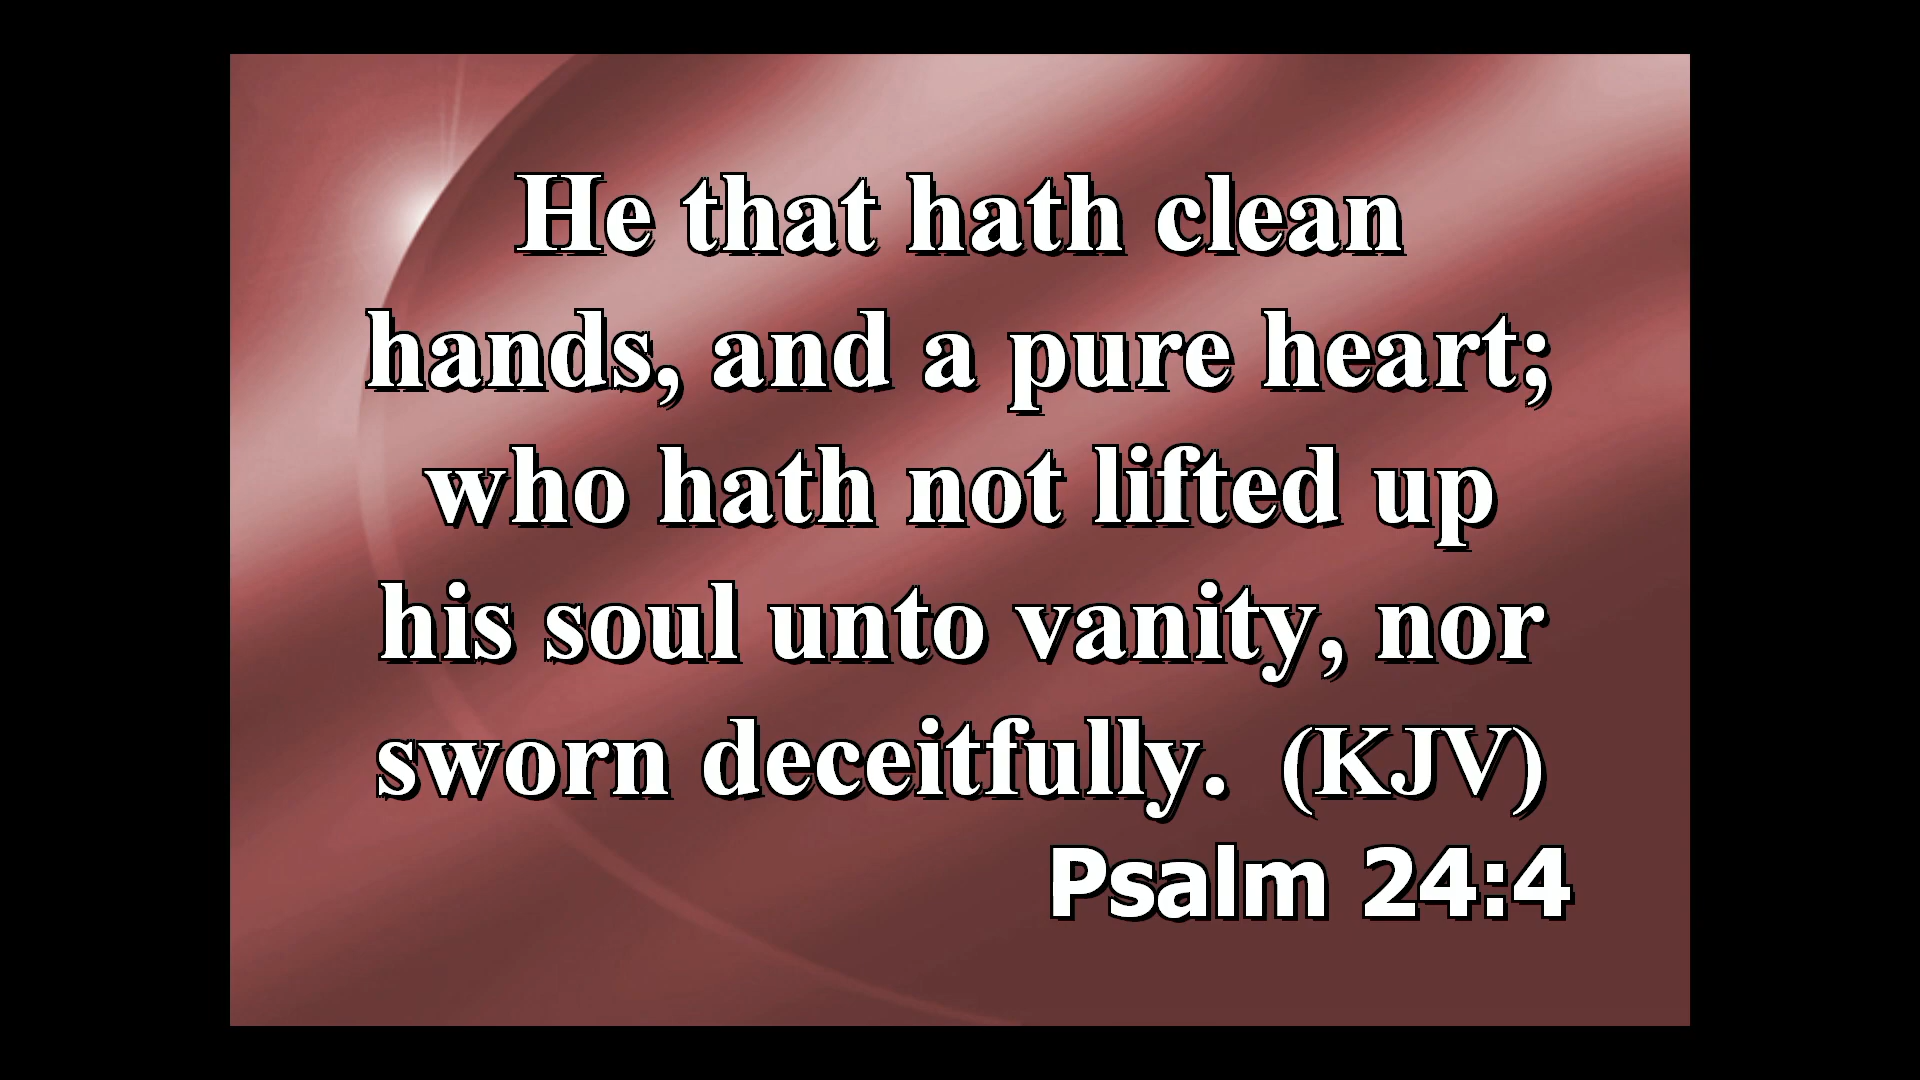 He that hath clean
hands, and a pure heart;
who hath not lifted up
his soul unto vanity, nor
sworn deceitfully.  (KJV)
Psalm 24:4